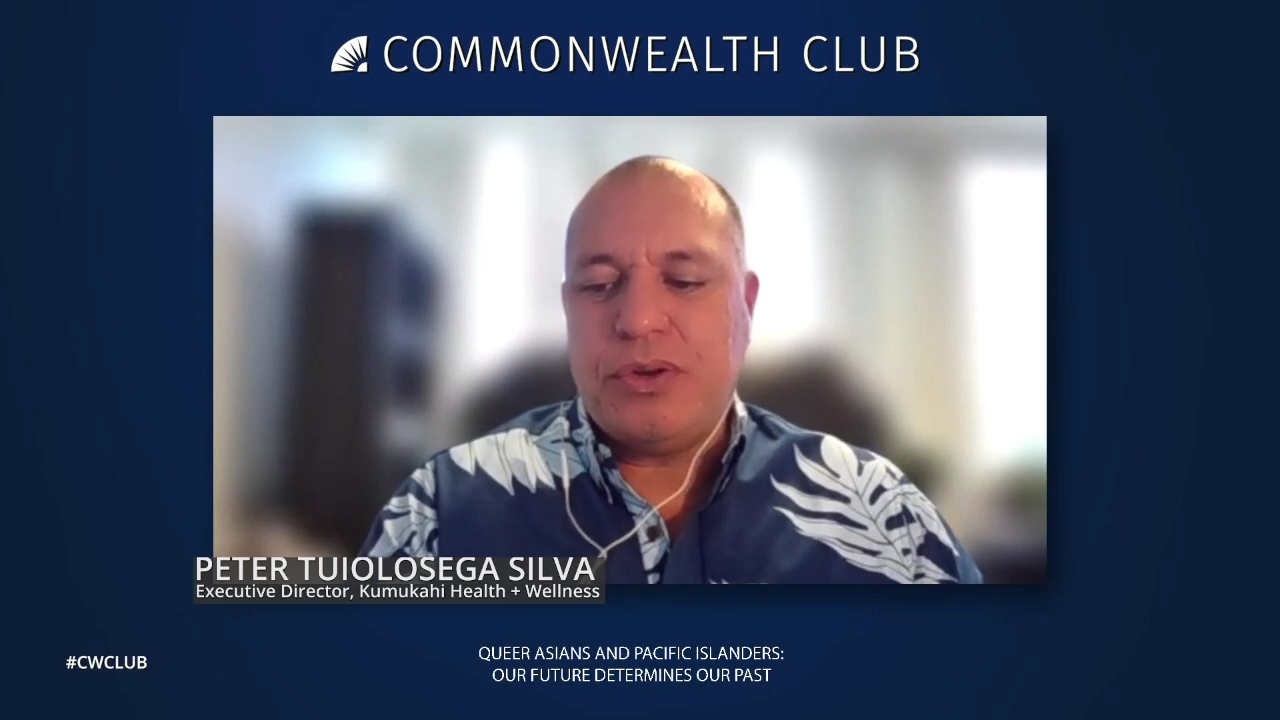 COMMONWEALTH CLUB
PETER TUIOLOSEGA SILVA
Executive Director, Kumukahi Health + Wellness
#CWCLUB
QUEER ASIANS AND PACIFIC ISLANDERS:
OUR FUTURE DETERMINES OUR PAST